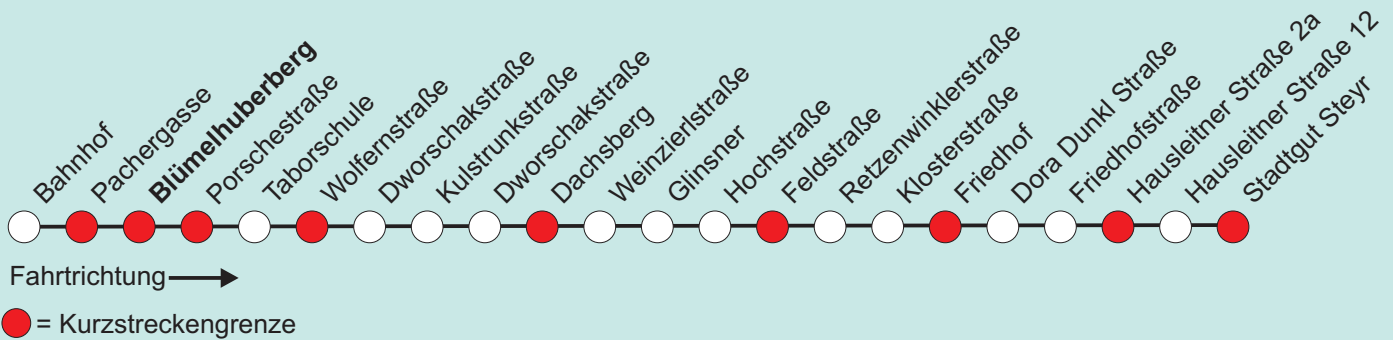 Bahnhof
Pachergasse
Blümelhuberberg
Porschestraße
Taborschule
Wolfernstraße
Dworschakstraße
Kulstrunkstraße
Dworschakstraße
Dachsberg
Weinzierlstraße
Glinsner
Hochstraße
Feldstraße
Retzenwinklerstraße
Klosterstraße
Friedhof
Dora Dunkl Straße
Friedhofstraße
Hausleitner Straße 2a
Hausleitner Straße 12
Stadtgut Steyr
Fahrtrichtung
= Kurzstreckengrenze